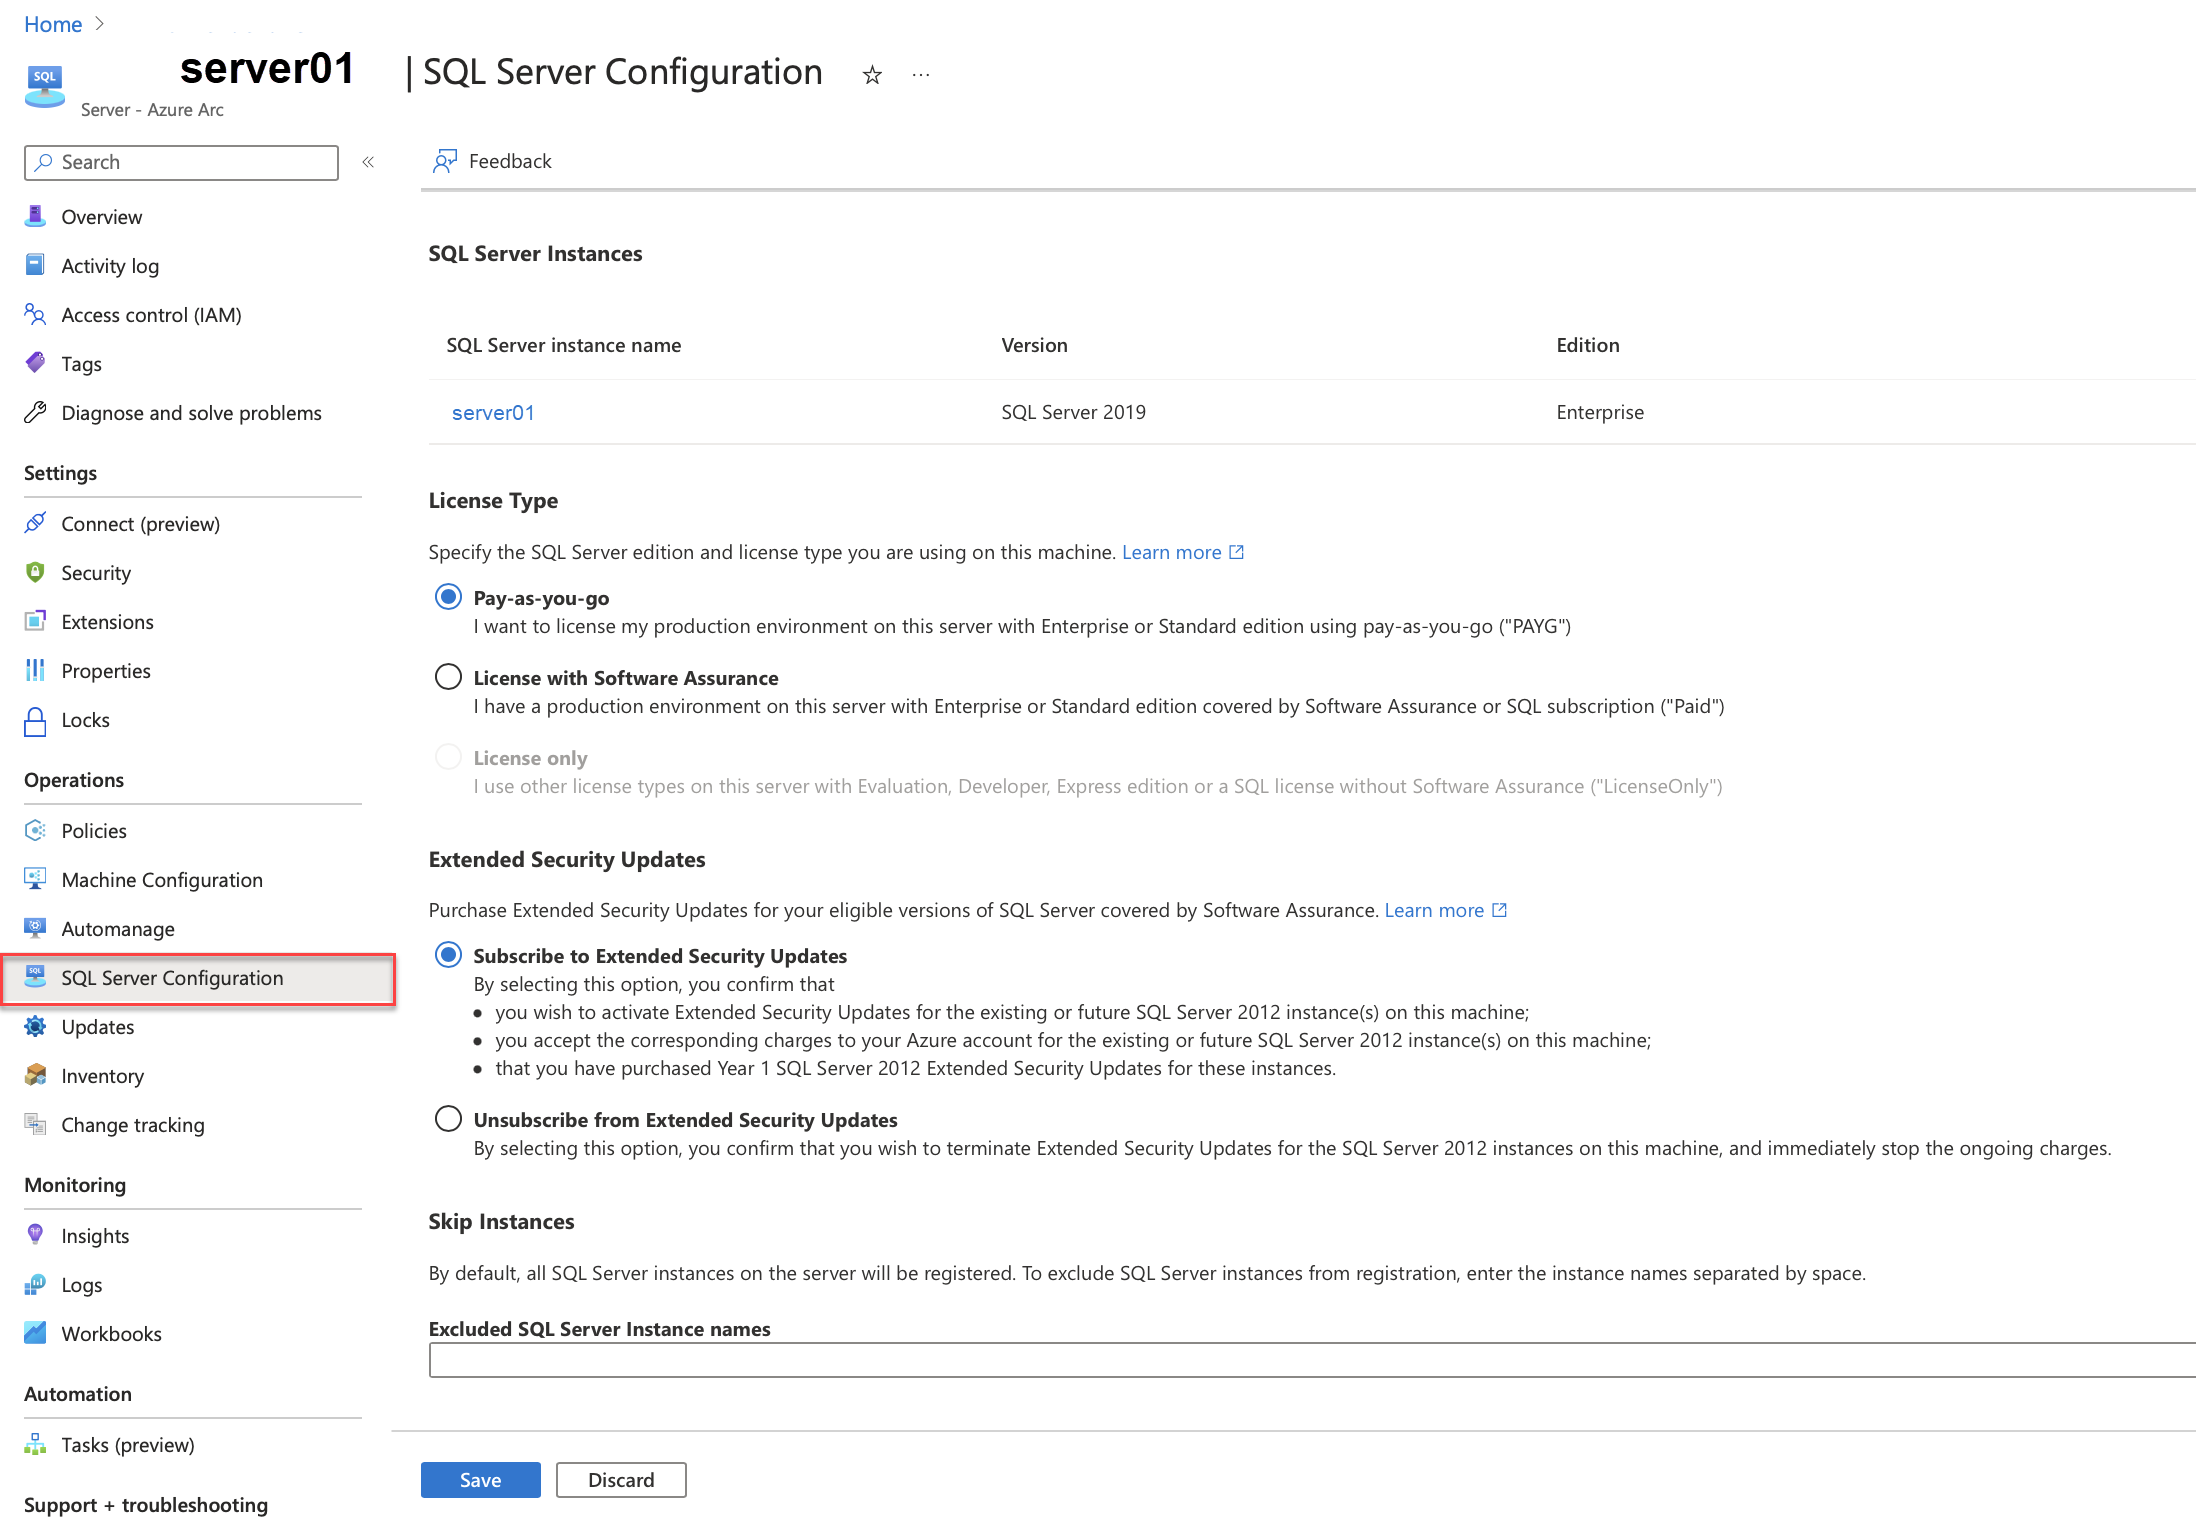 Home
server01 | SQL Server Configuration
SQL
Server - Azure Arc
Search
Overview
Activity log
Access control (IAM)
Tags
Diagnose and solve problems
Settings
Connect (preview)
Security
Extensions
Properties
Locks
Operations
Policies
Machine Configuration
Automanage
SQL
SQL Server Configuration
Updates
Inventory
Change tracking
Monitoring
Insights
Logs
Workbooks
Automation
Tasks (preview)
Support + troubleshooting
Feedback
SQL Server Instances
SQL Server instance name Version Edition
server01 SQL Server 2019 Enterprise
License Type
Specify the SQL Server edition and license type you are using on this machine. Learn more
Pay-as-you-go
I want to license my production environment on this server with Enterprise or Standard edition using pay-as-you-go ("PAYG")
License with Software Assurance
I have a production environment on this server with Enterprise or Standard edition covered by Software Assurance or SQL subscription ("Paid")
License only
I use other license types on this server with Evaluation, Developer, Express edition or a SQL license without Software Assurance ("LicenseOnly")
Extended Security Updates
Purchase Extended Security Updates for your eligible versions of SQL Server covered by Software Assurance. Learn more
Subscribe to Extended Security Updates
By selecting this option, you confirm that
• you wish to activate Extended Security Updates for the existing or future SQL Server 2012 instance(s) on this machine;
• you accept the corresponding charges to your Azure account for the existing or future SQL Server 2012 instance(s) on this machine;
• that you have purchased Year 1 SQL Server 2012 Extended Security Updates for these instances.
Unsubscribe from Extended Security Updates
By selecting this option, you confirm that you wish to terminate Extended Security Updates for the SQL Server 2012 instances on this machine, and immediately stop the ongoing charges.
Skip Instances
By default, all SQL Server instances on the server will be registered. To exclude SQL Server instances from registration, enter the instance names separated by space.
Excluded SQL Server Instance names
Save Discard